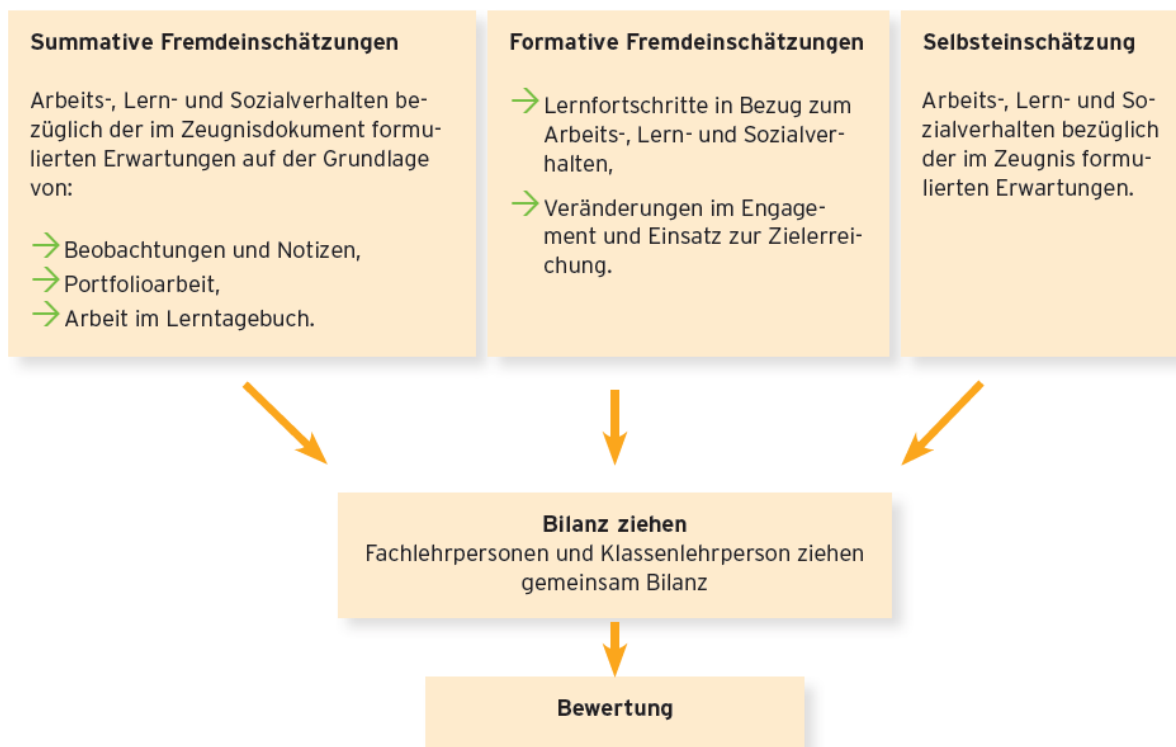 Summative Fremdeinschätzungen
Arbeits-, Lern- und Sozialverhalten be-
züglich der im Zeugnisdokument formu-
lierten Erwartungen auf der Grundlage
von:
→ Beobachtungen und Notizen,
→ Portfolioarbeit,
→ Arbeit im Lerntagebuch.
Formative Fremdeinschätzungen
→ Lernfortschritte in Bezug zum
Arbeits-, Lern- und Sozialver-
halten,
→ Veränderungen im Engage-
ment und Einsatz zur Zielerrei-
chung.
Selbsteinschätzung
Arbeits-, Lern- und So-
zialverhalten bezüglich
der im Zeugnis formu-
lierten Erwartungen.
Bilanz ziehen
Fachlehrpersonen und Klassenlehrperson ziehen
gemeinsam Bilanz
Bewertung